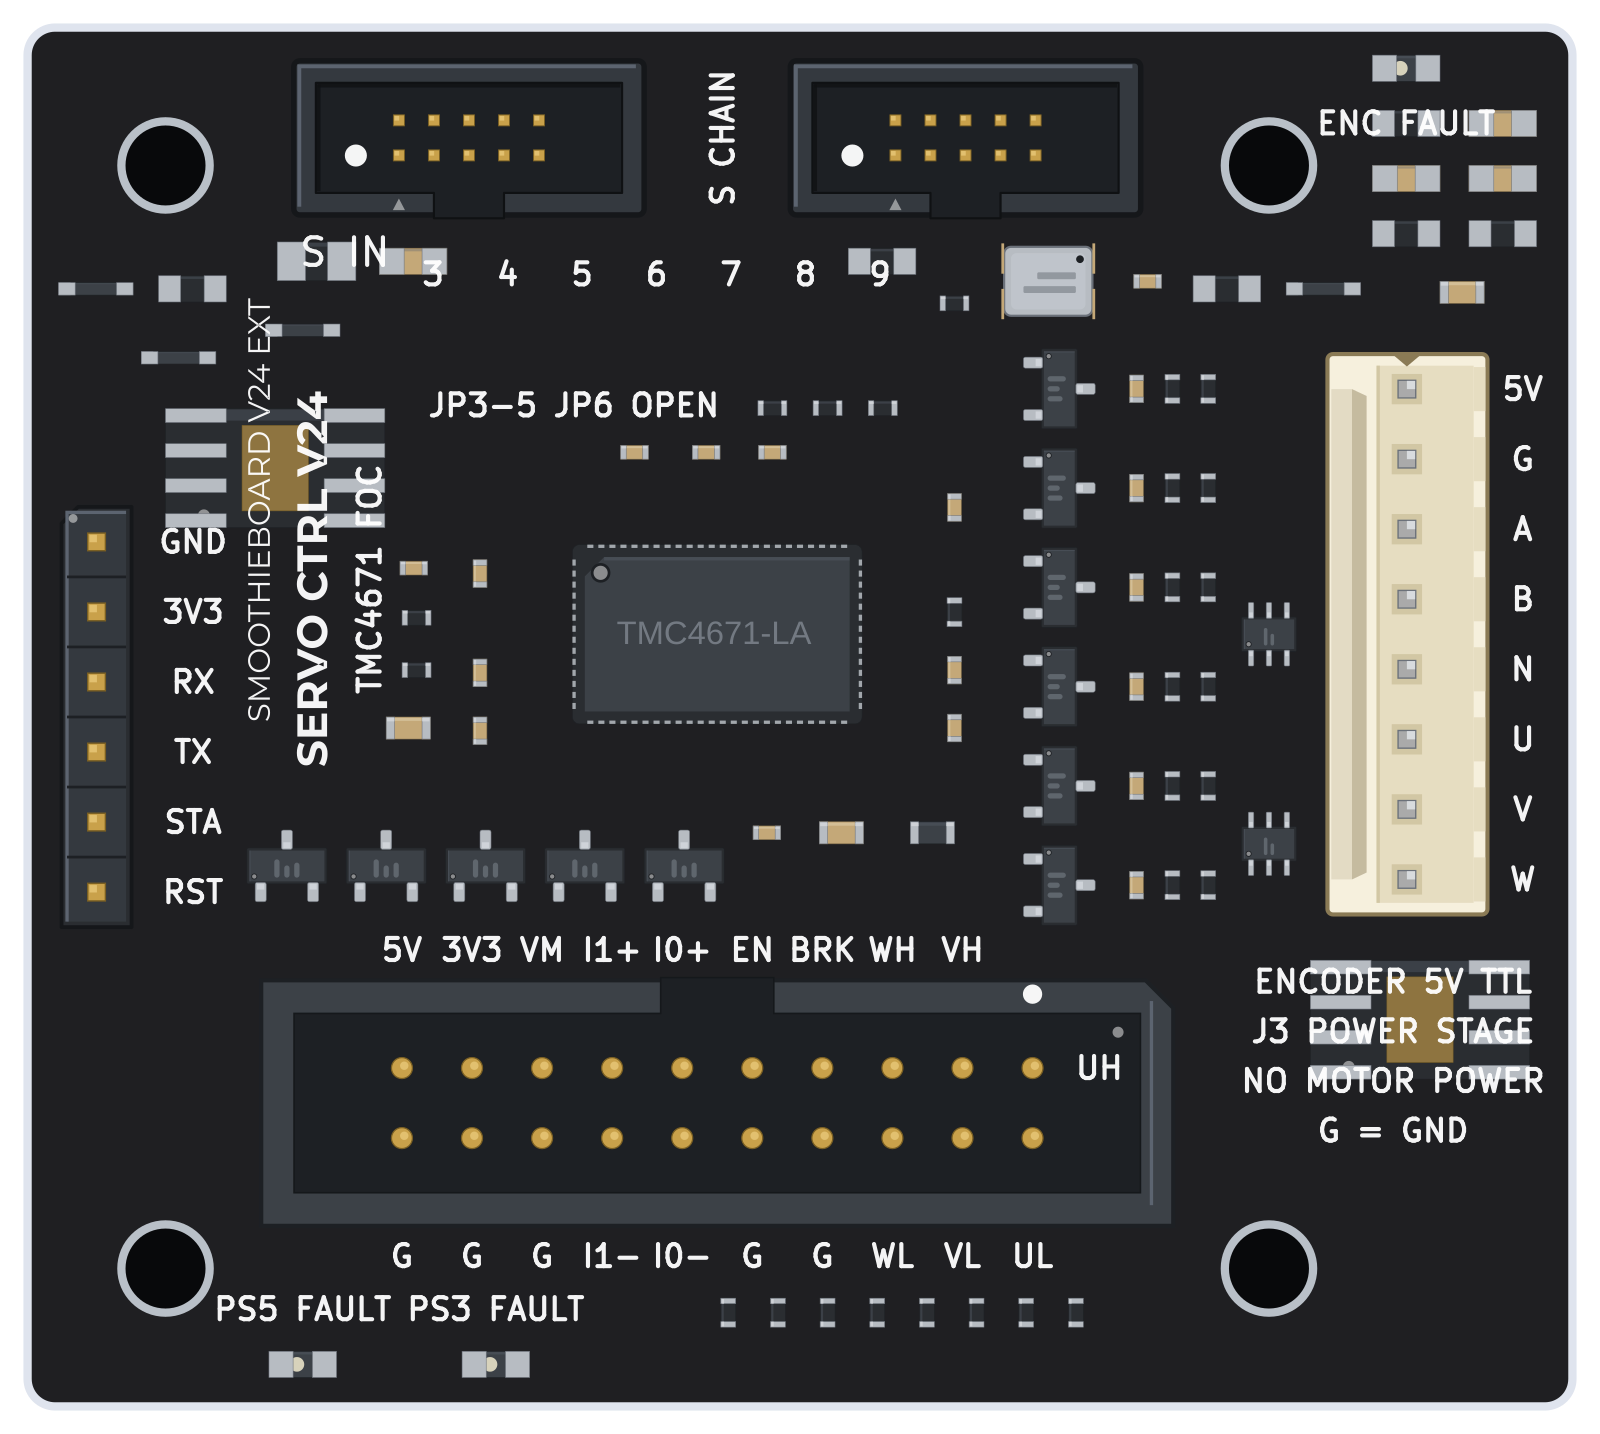 S CHAIN
ENC FAULT
S IN
3 4 5 6 7 8 9
JP3-5 JP6 OPEN
SMOOTHIEBOARD V24 EXT
SERVO CTRL V24
TMC4671 FOC
TMC4671-LA
GND
3V3
RX
TX
STA
RST
5V
G
A
B
N
U
V
W
5V 3V3 VM I1+ I0+ EN BRK WH VH
UH
ENCODER 5V TTL
J3 POWER STAGE
NO MOTOR POWER
G = GND
G G G I1- I0- G G WL VL UL
PS5 FAULT PS3 FAULT